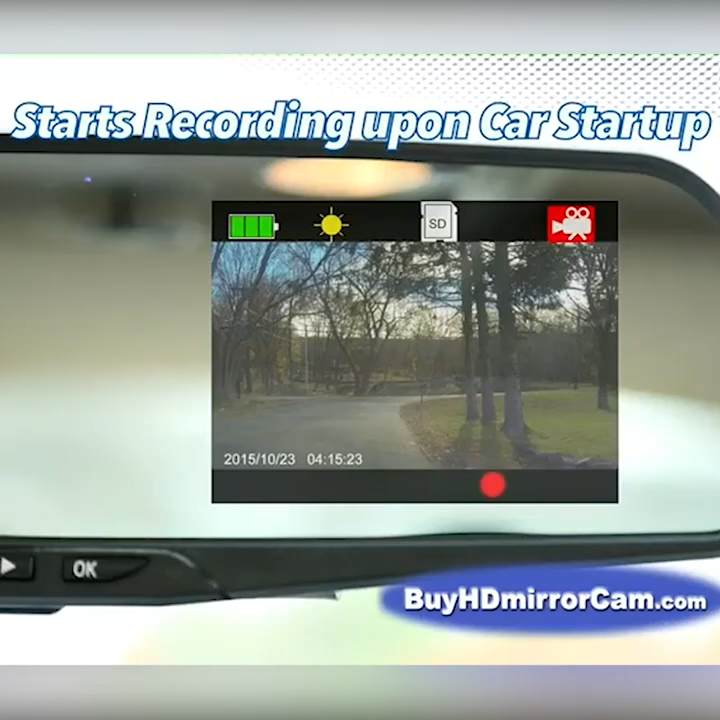 Starts Recording upon Car Startup
SD
2015/10/23 04:15:23
OK
BuyHDmirrorCam.com